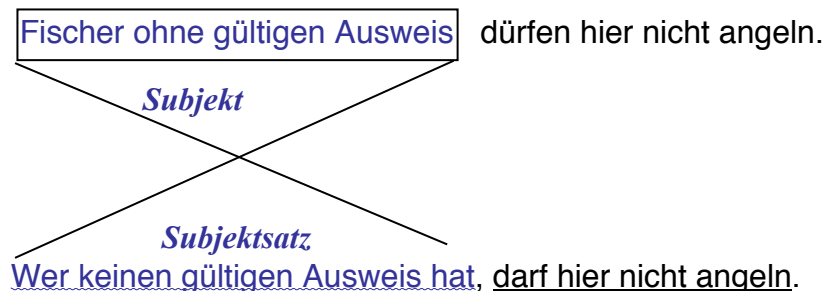 Fischer ohne gültigen Ausweis dürfen hier nicht angeln.
Subjekt
Subjektsatz
Wer keinen gültigen Ausweis hat, darf hier nicht angeln.